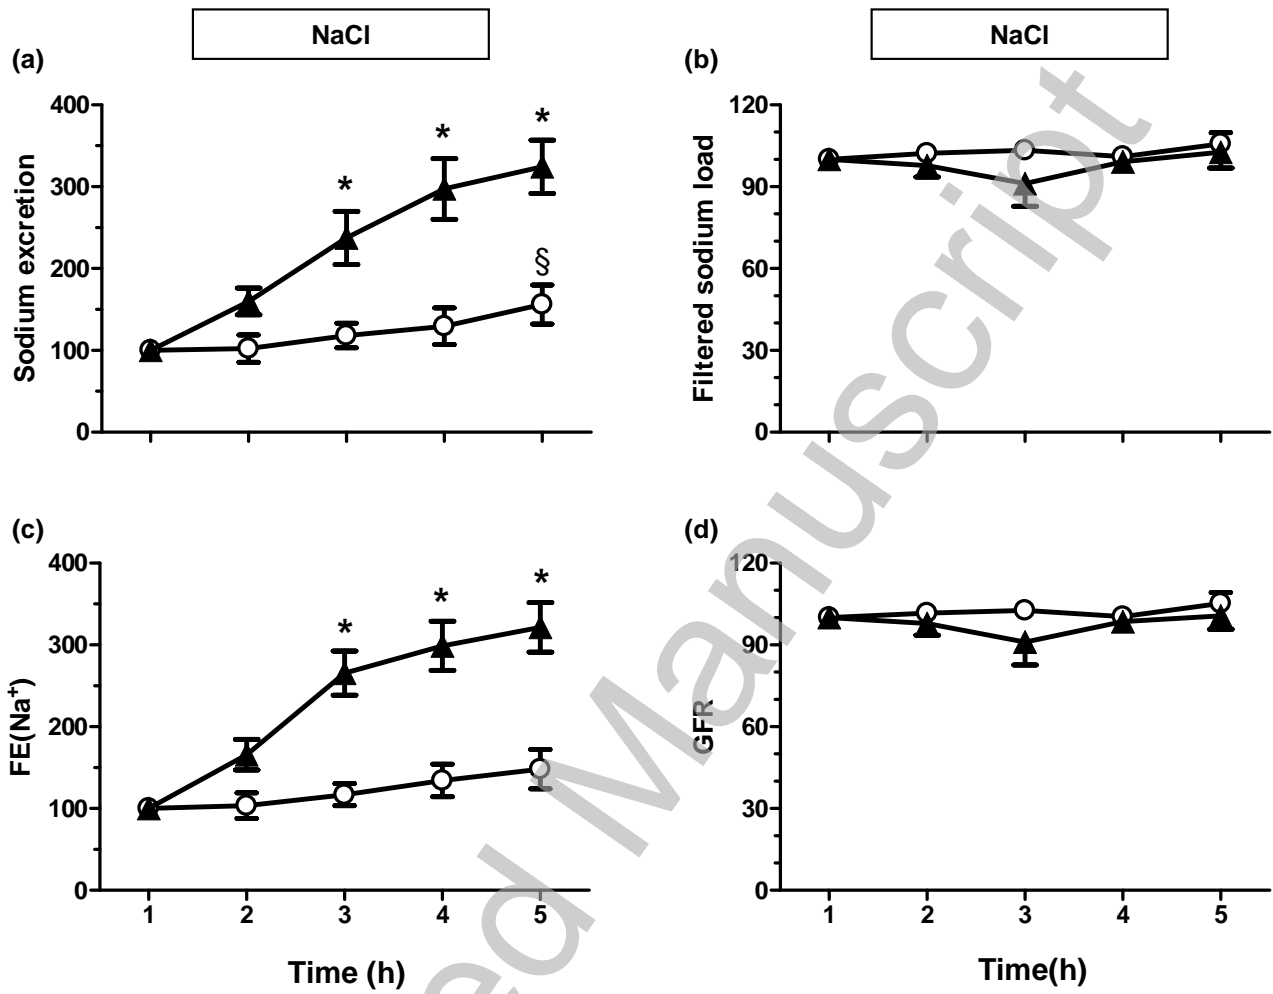 NaCl
NaCl
(a)
(b)
400
300
200
100
0
Sodium excretion
*
*
*
§
120
90
60
30
0
Filtered sodium load
(c)
(d)
400
300
200
100
0
FE(Na+)
*
*
*
1 2 3 4 5
Time (h)
120
90
60
30
0
GFR
1 2 3 4 5
Time(h)
ed Manuscript